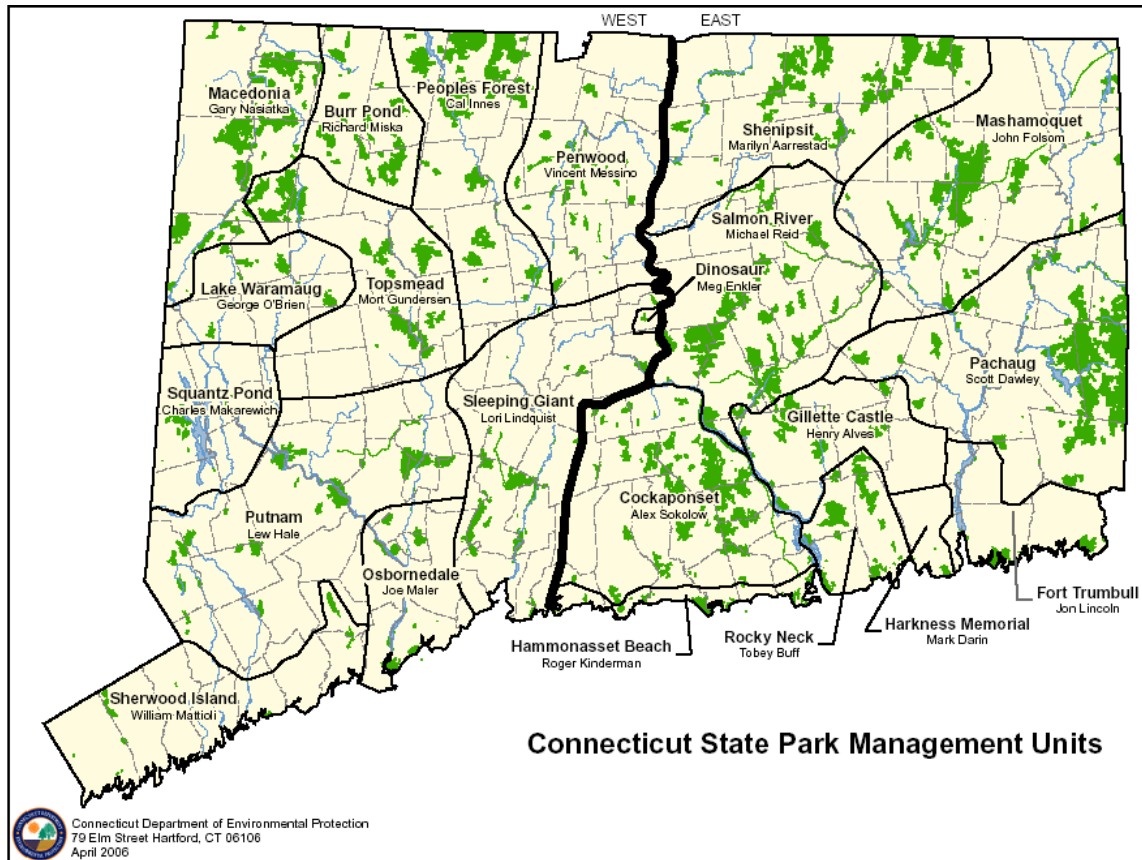 WEST EAST
Macedonia
Gary Nasiatka
Burr Pond
Richard Miska
Peoples Forest
Cal Innes
Penwood
Vincent Messino
Shenipsit
Marilyn Aarrestad
Mashamoquet
John Folsom
Salmon River
Michael Reid
Dinosaur
Meg Enkler
Lake Waramaug
George O'Brien
Topsmead
Mort Gundersen
Squantz Pond
Charles Makarewich
Sleeping Giant
Lori Lindquist
Pachaug
Scott Dawley
Gillette Castle
Henry Alves
Cockaponset
Alex Sokolow
Putnam
Lew Hale
Osbornedale
Joe Maler
Fort Trumbull
Jon Lincoln
Harkness Memorial
Mark Darin
Rocky Neck
Tobey Buff
Hammonasset Beach
Roger Kinderman
Sherwood Island
William Mattioli
Connecticut State Park Management Units
Connecticut Department of Environmental Protection
79 Elm Street Hartford, CT 06106
April 2006